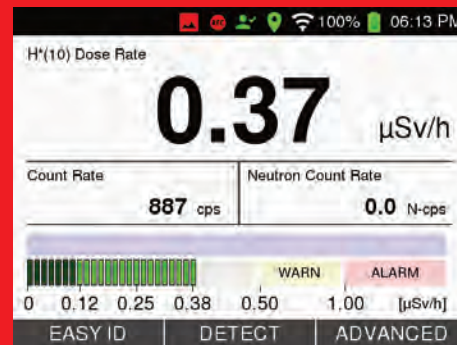 100% 06:13 PM
H*(10) Dose Rate
0.37 µSv/h
Count Rate
887 cps
Neutron Count Rate
0.0 N-cps
WARN ALARM
0 0,12 0,25 0,38 0,50 1,00 [µSv/h]
EASY ID DETECT ADVANCED